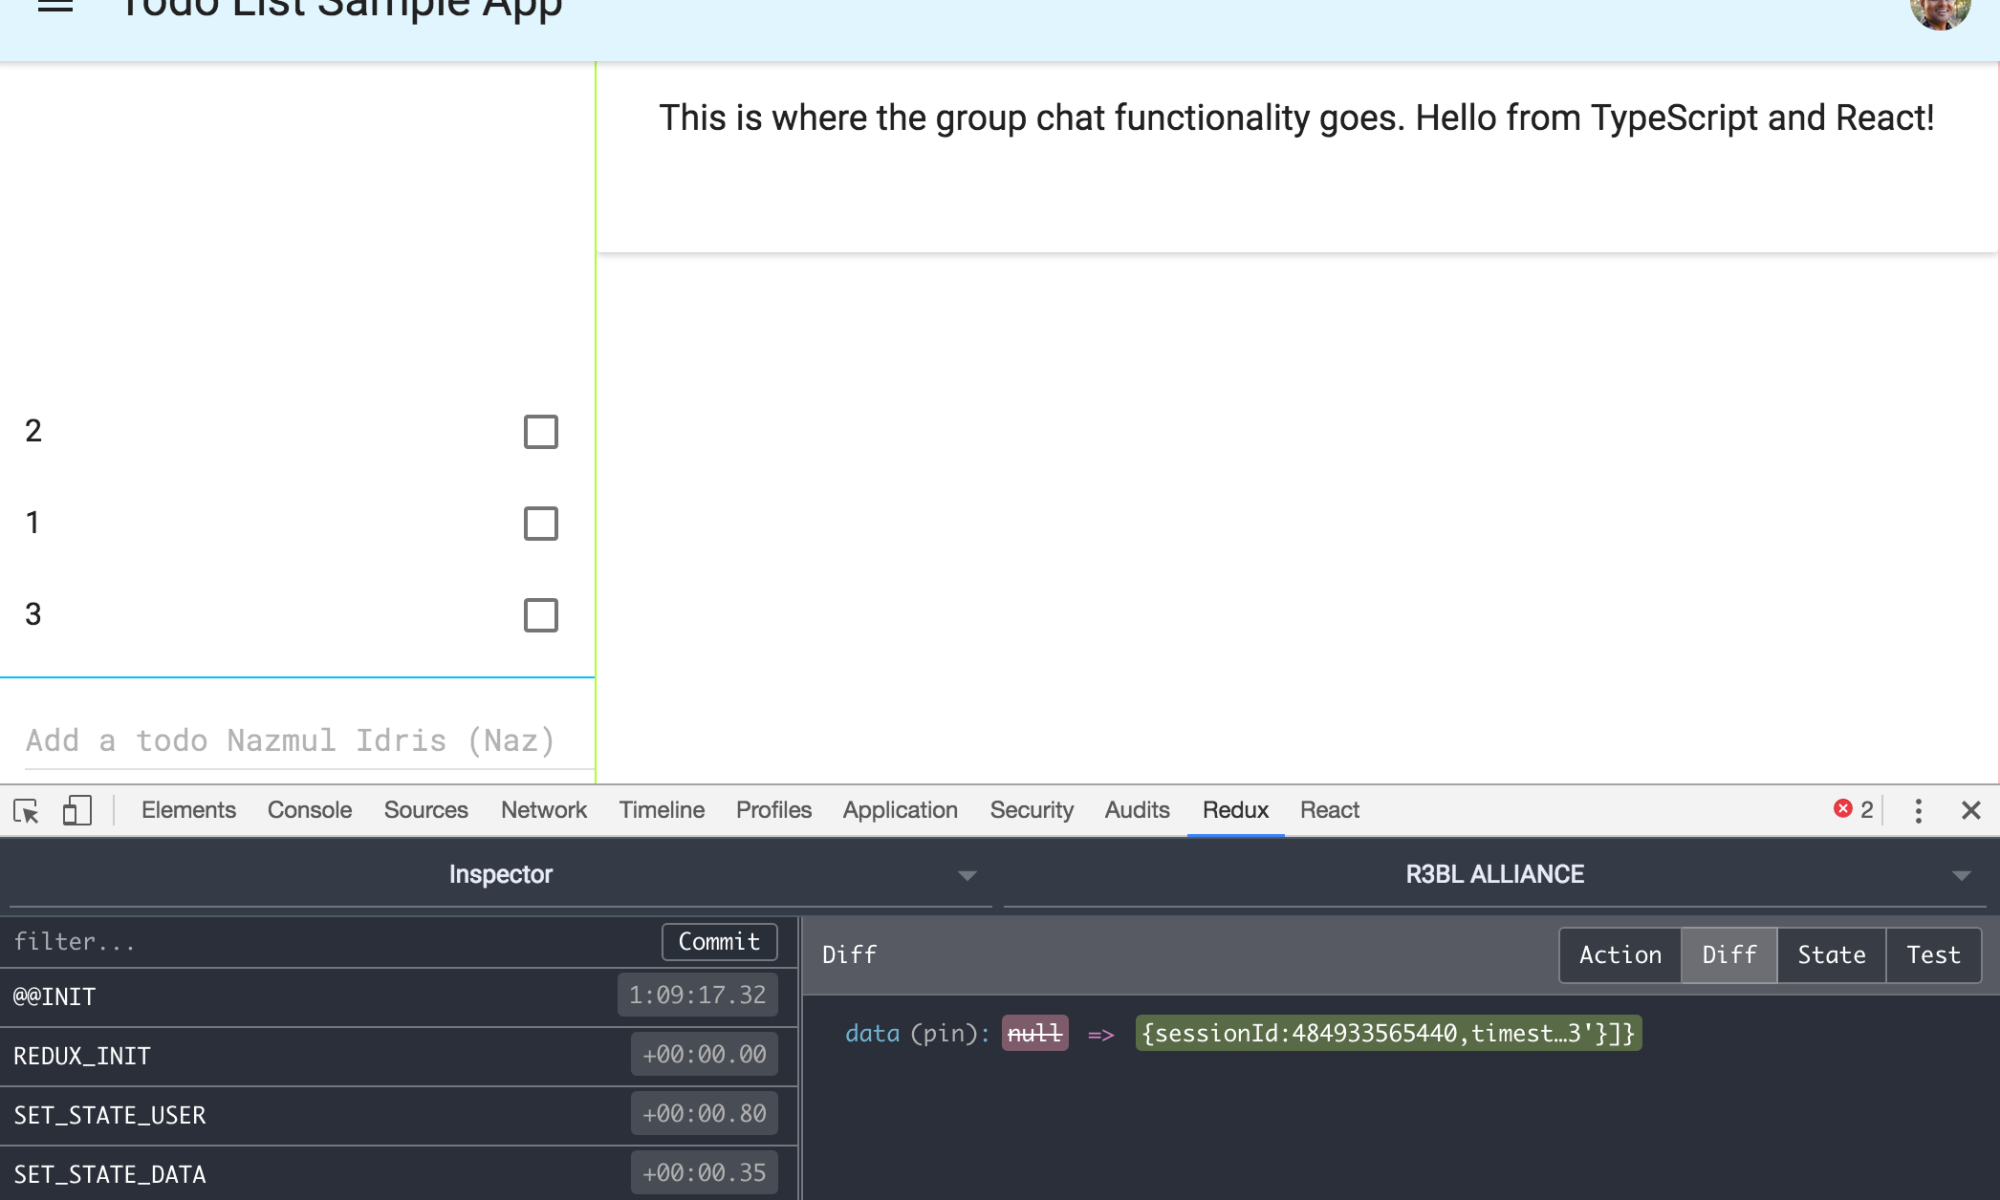 Todo List Sample App
This is where the group chat functionality goes. Hello from TypeScript and React!
2
1
3
Add a todo Nazmul Idris (Naz)
Elements Console Sources Network Timeline Profiles Application Security Audits Redux React 2
Inspector R3BL ALLIANCE
filter... Commit
@@INIT 1:09:17.32
REDUX_INIT +00:00.00
SET_STATE_USER +00:00.80
SET_STATE_DATA +00:00.35
Diff Action Diff State Test
data (pin): null => {sessionId:484933565440,timest…3'}]}